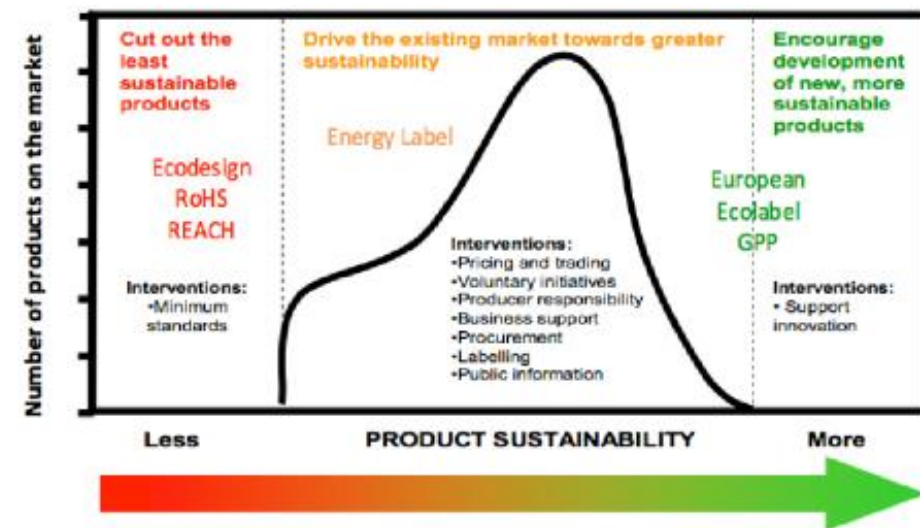 Number of products on the market
Cut out the
least
sustainable
products
Drive the existing market towards greater
sustainability
Encourage
development
of new, more
sustainable
products
Energy Label
Ecodesign
RoHS
REACH
European
Ecolabel
GPP
Interventions:
•Minimum
standards
Interventions:
•Pricing and trading
•Voluntary initiatives
•Producer responsibility
•Business support
•Procurement
•Labelling
•Public information
Interventions:
• Support
innovation
Less
PRODUCT SUSTAINABILITY
More